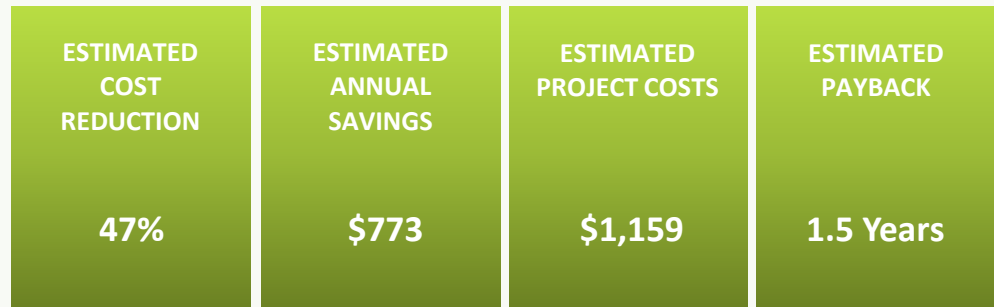 ESTIMATED
COST
REDUCTION
47%
ESTIMATED
ANNUAL
SAVINGS
$773
ESTIMATED
PROJECT COSTS
$1,159
ESTIMATED
PAYBACK
1.5 Years